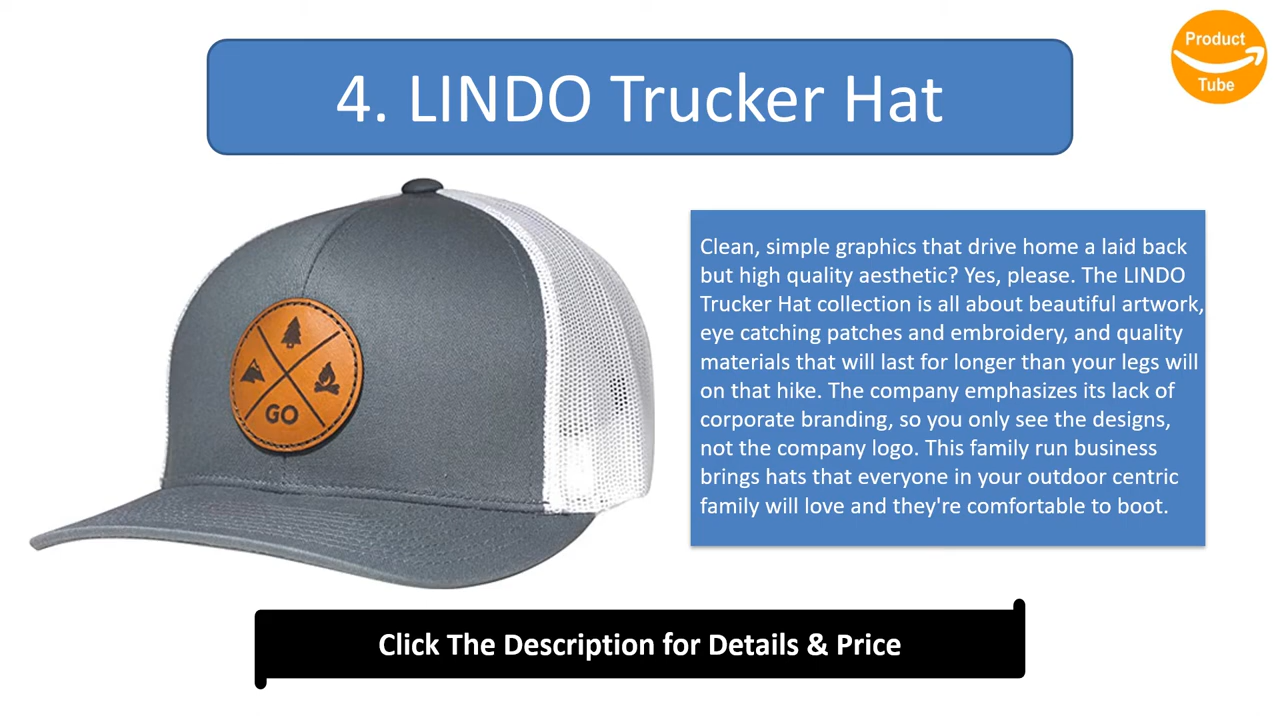 Product
Tube
4. LINDO Trucker Hat
GO
Clean, simple graphics that drive home a laid back
but high quality aesthetic? Yes, please. The LINDO
Trucker Hat collection is all about beautiful artwork,
eye catching patches and embroidery, and quality
materials that will last for longer than your legs will
on that hike. The company emphasizes its lack of
corporate branding, so you only see the designs,
not the company logo. This family run business
brings hats that everyone in your outdoor centric
family will love and they're comfortable to boot.
Click The Description for Details & Price